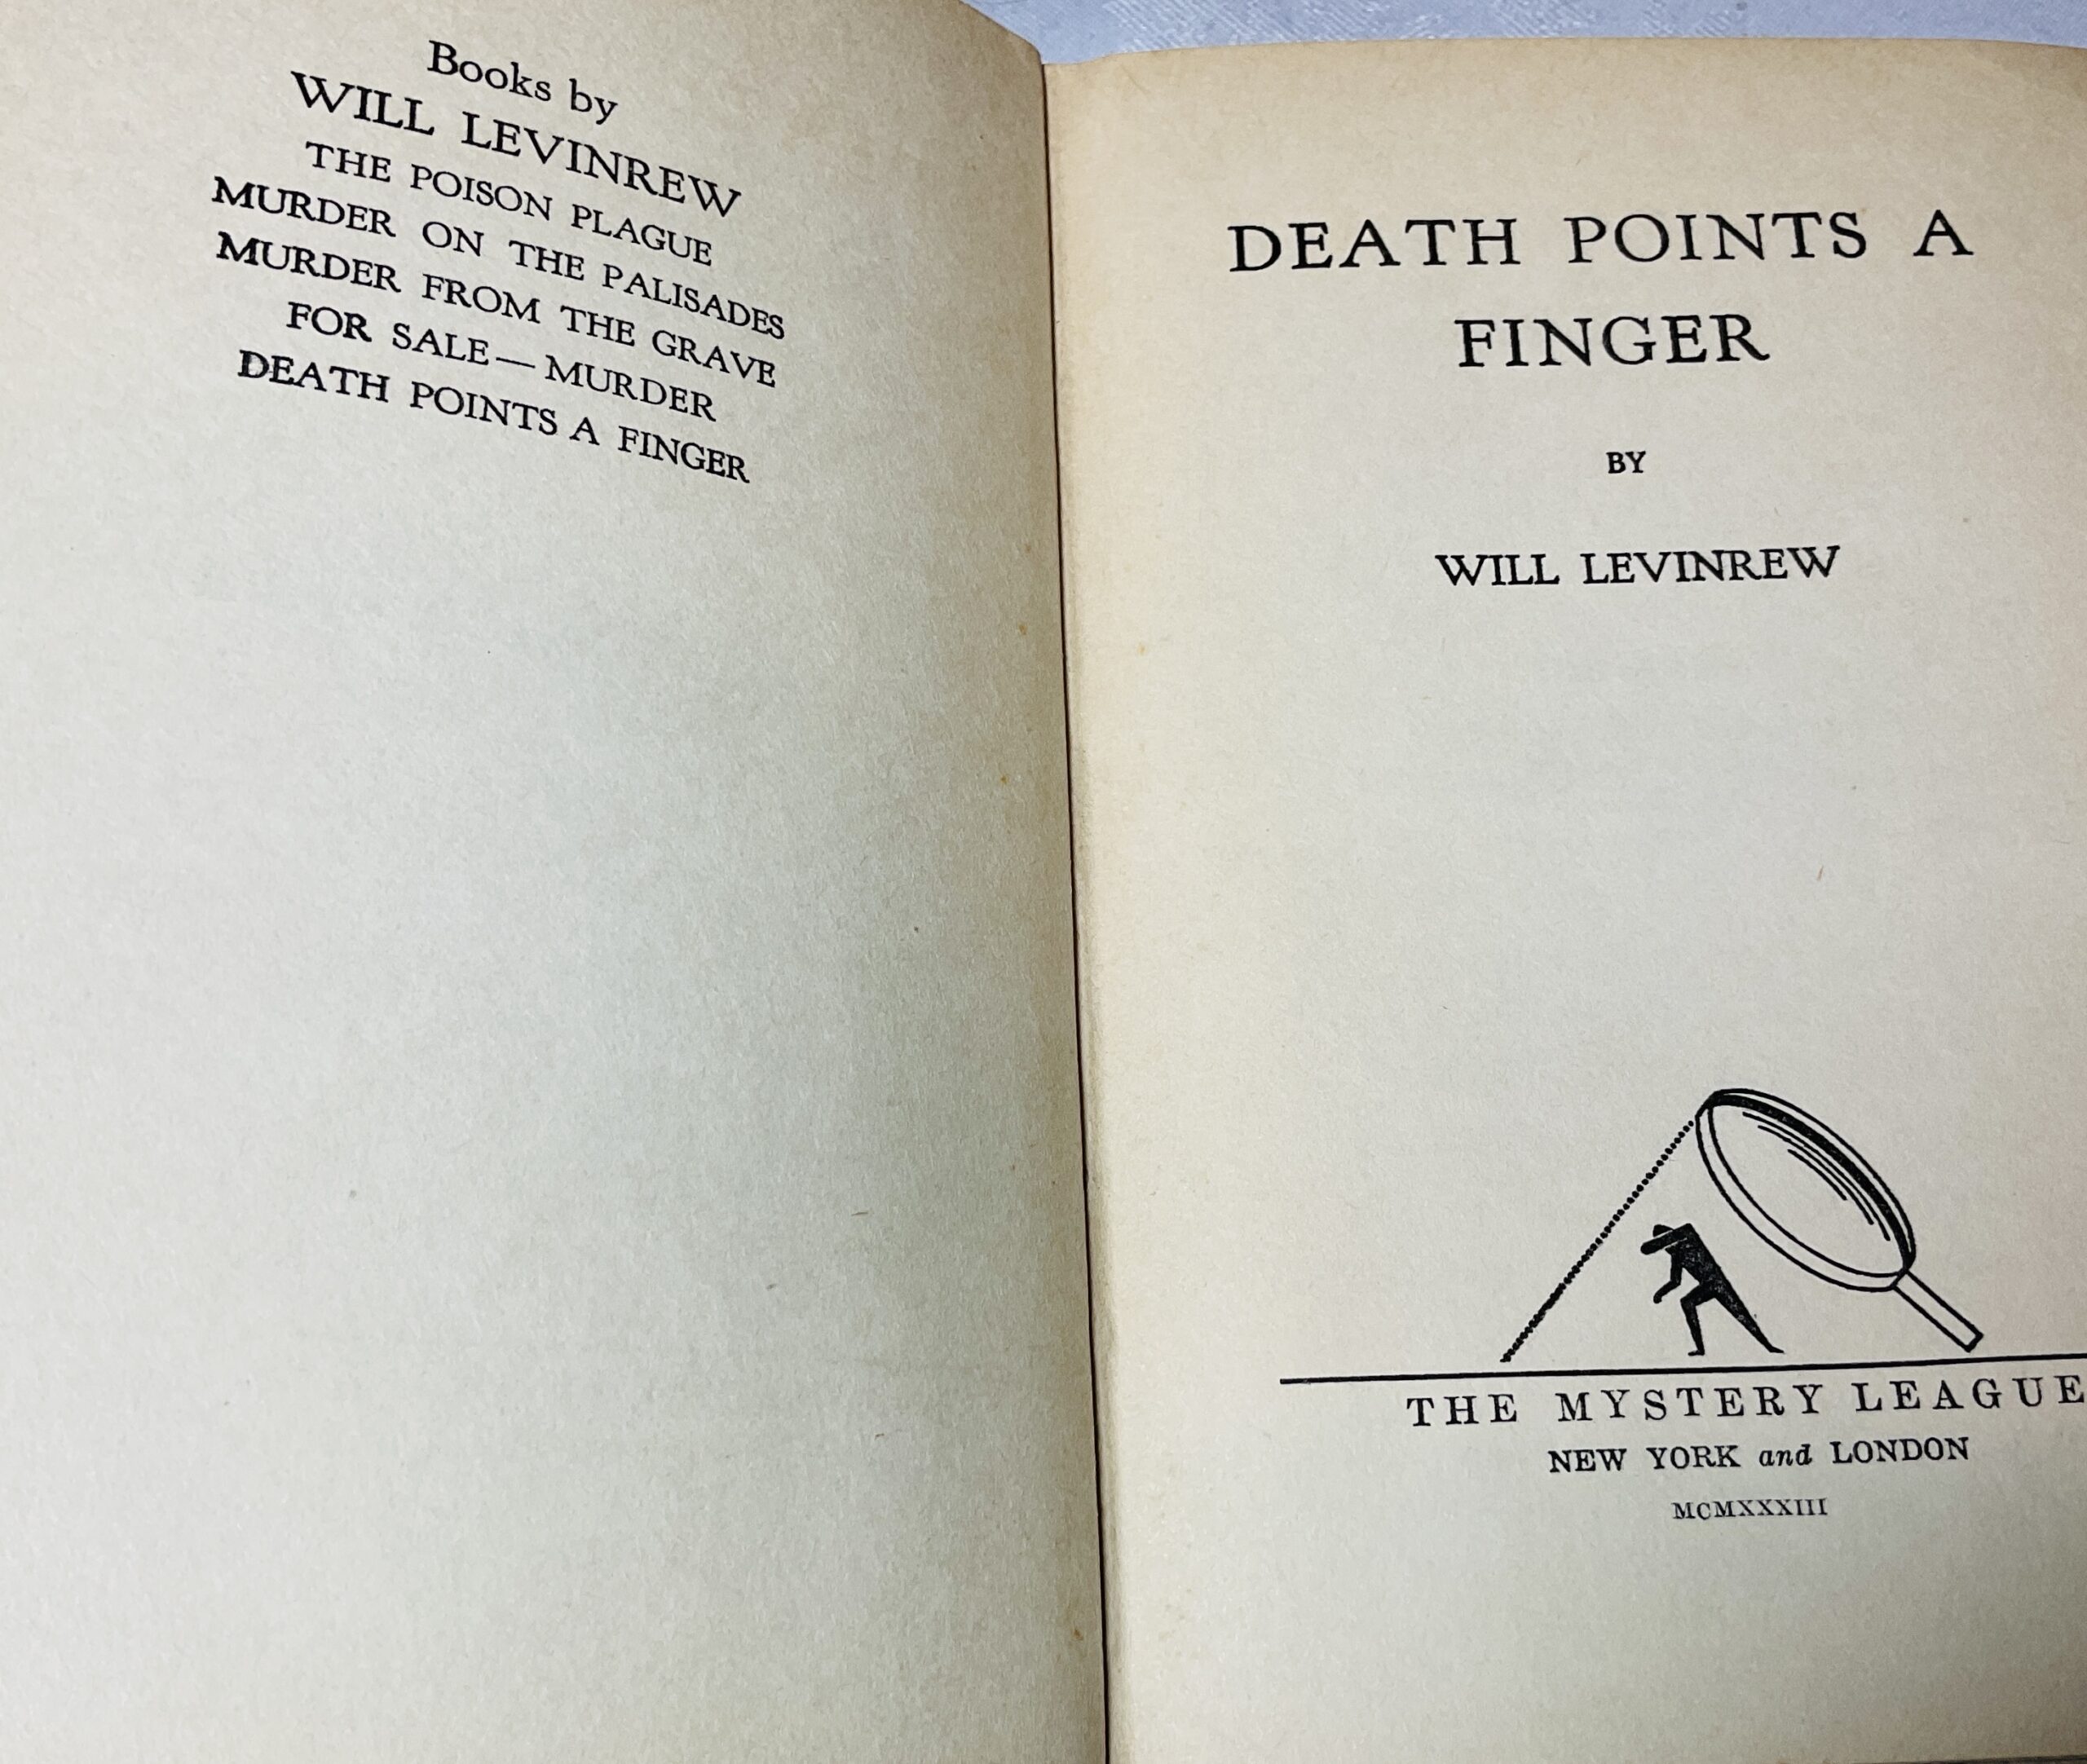 Books by
WILL LEVINREW
THE POISON PLAGUE
MURDER ON THE PALISADES
MURDER FROM THE GRAVE
FOR SALE—MURDER
DEATH POINTS A FINGER
DEATH POINTS A
FINGER
BY
WILL LEVINREW
THE MYSTERY LEAGUE
NEW YORK and LONDON
MCMXXXIII